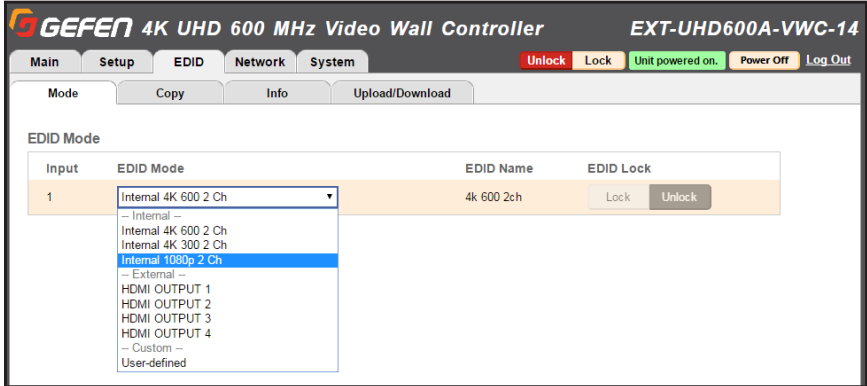 GEFEN 4K UHD 600 MHz Video Wall Controller EXT-UHD600A-VWC-14
Main Setup EDID Network System Unlock Lock Unit powered on. Power Off Log Out
Mode Copy Info Upload/Download
EDID Mode
Input EDID Mode EDID Name EDID Lock
1 Internal 4K 600 2 Ch 4k 600 2ch Lock Unlock
-- Internal --
Internal 4K 600 2 Ch
Internal 4K 300 2 Ch
Internal 1080p 2 Ch
-- External --
HDMI OUTPUT 1
HDMI OUTPUT 2
HDMI OUTPUT 3
HDMI OUTPUT 4
-- Custom --
User-defined